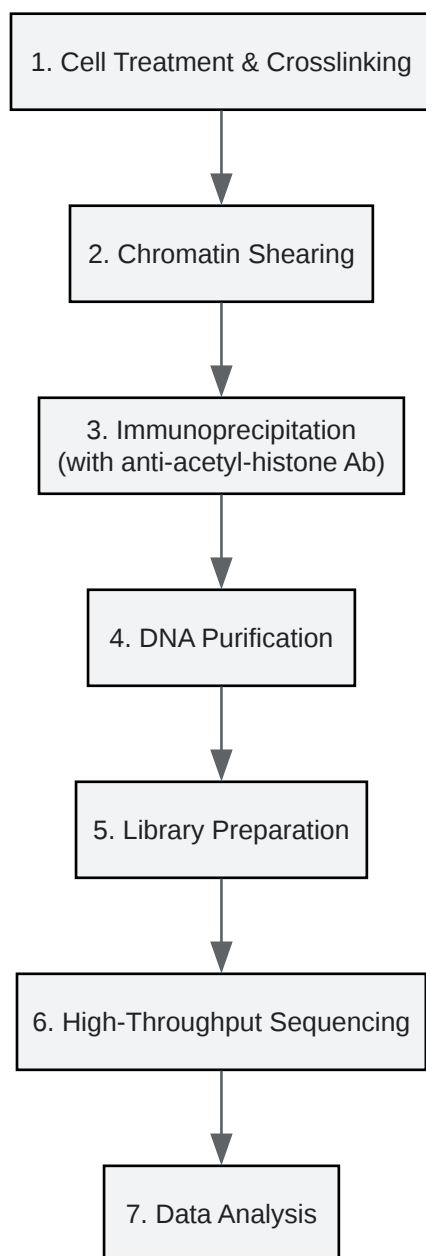 1. Cell Treatment & Crosslinking
2. Chromatin Shearing
3. Immunoprecipitation
(with anti-acetyl-histone Ab)
4. DNA Purification
5. Library Preparation
6. High-Throughput Sequencing
7. Data Analysis